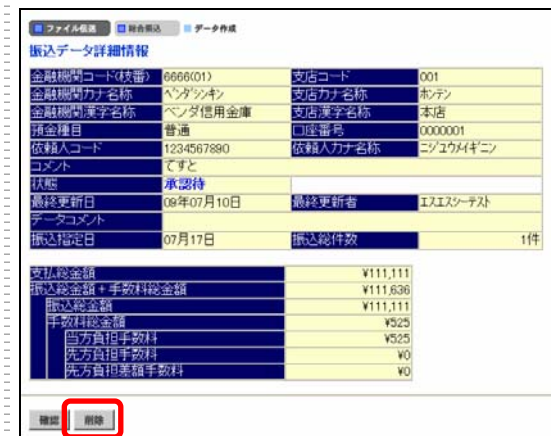 ファイル伝送 総合振込 データ作成
振込データ詳細情報
金融機関コード(枝番) 6666(01) 支店コード 001
金融機関カナ名称 ベンダシンキン 支店カナ名称 ホンテン
金融機関漢字名称 ベンダ信用金庫 支店漢字名称 本店
預金種目 普通 口座番号 0000001
依頼人コード 1234567890 依頼人カナ名称 ニジュウメイギニン
コメント てすと
状態 承認待
最終更新日 09年07月10日 最終更新者 エスエスシーテスト
データコメント
振込指定日 07月17日 振込総件数 1件
支払総金額 ¥111,111
振込総金額+手数料総金額 ¥111,636
振込総金額 ¥111,111
手数料総金額 ¥525
当方負担手数料 ¥525
先方負担手数料 ¥0
先方負担差額手数料 ¥0
確認 削除